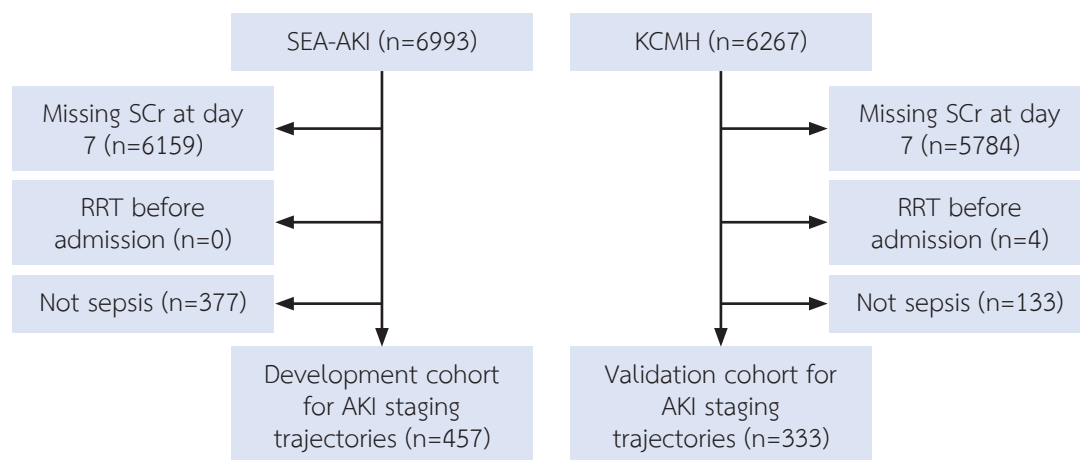 SEA-AKI (n=6993)
KCMH (n=6267)
Missing SCr at day
7 (n=6159)
Missing SCr at day
7 (n=5784)
RRT before
admission (n=0)
RRT before
admission (n=4)
Not sepsis (n=377)
Not sepsis (n=133)
Development cohort
for AKI staging
trajectories (n=457)
Validation cohort for
AKI staging
trajectories (n=333)